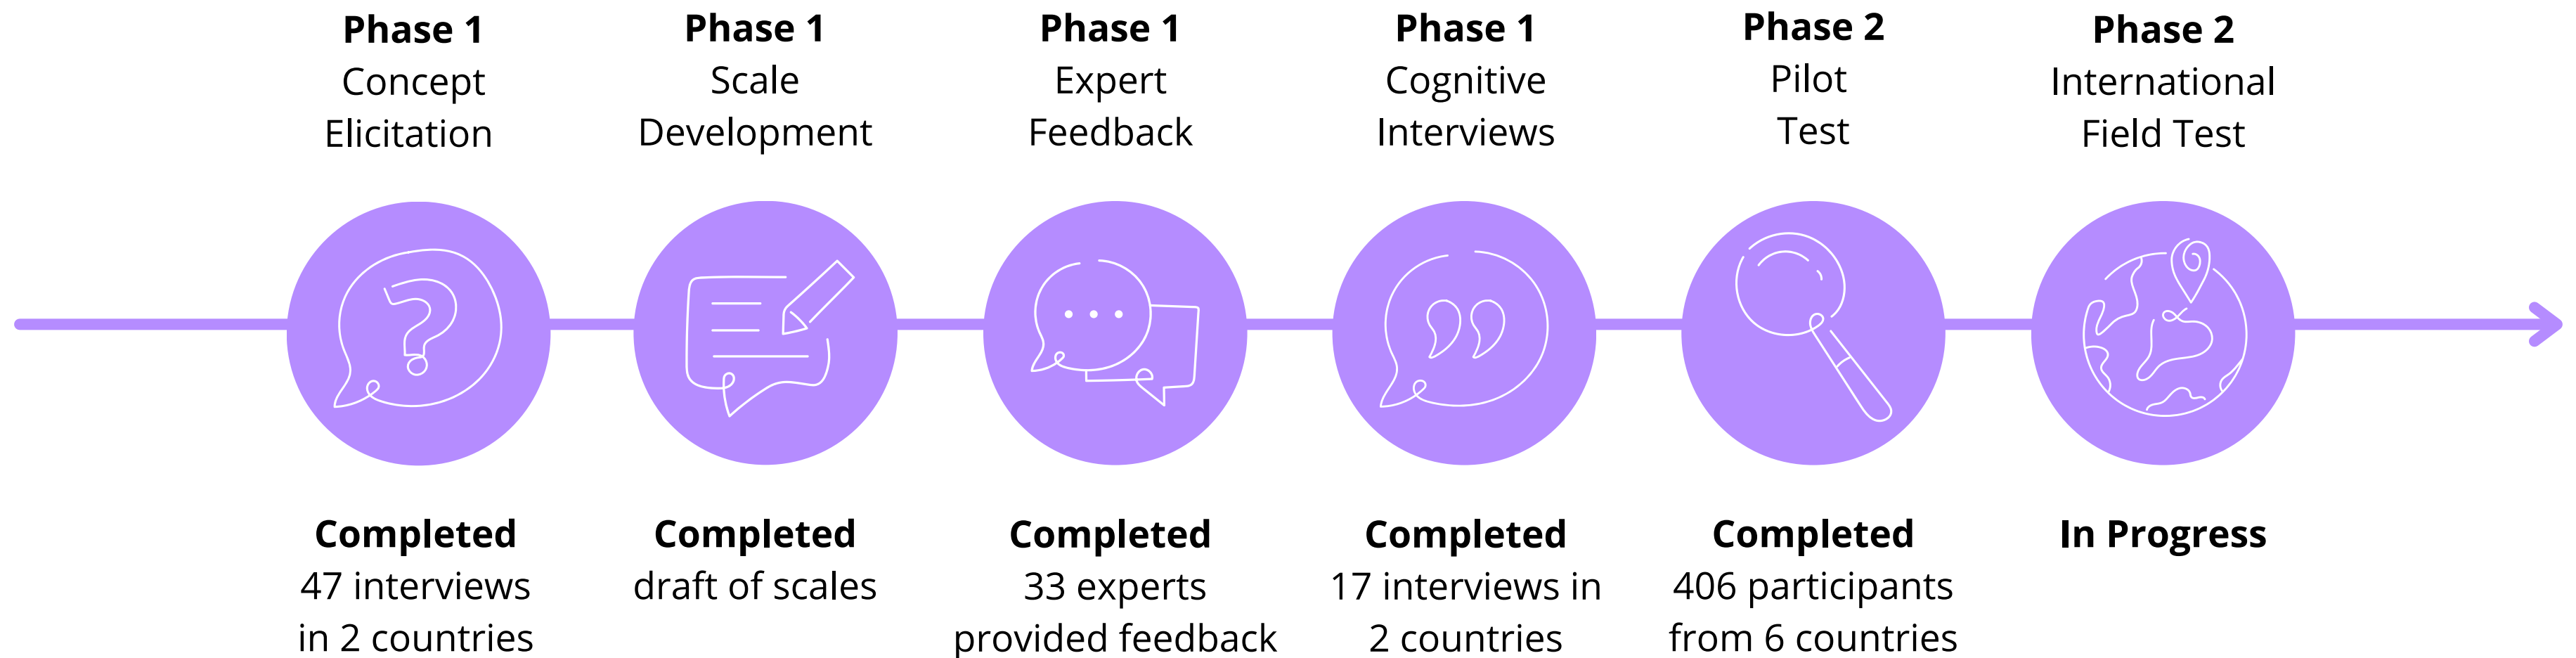 Phase 1
Concept
Elicitation
Phase 1
Scale
Development
Phase 1
Expert
Feedback
Phase 1
Cognitive
Interviews
Phase 2
Pilot
Test
Phase 2
International
Field Test
Completed
47 interviews
in 2 countries
Completed
draft of scales
Completed
33 experts
provided feedback
Completed
17 interviews in
2 countries
Completed
406 participants
from 6 countries
In Progress